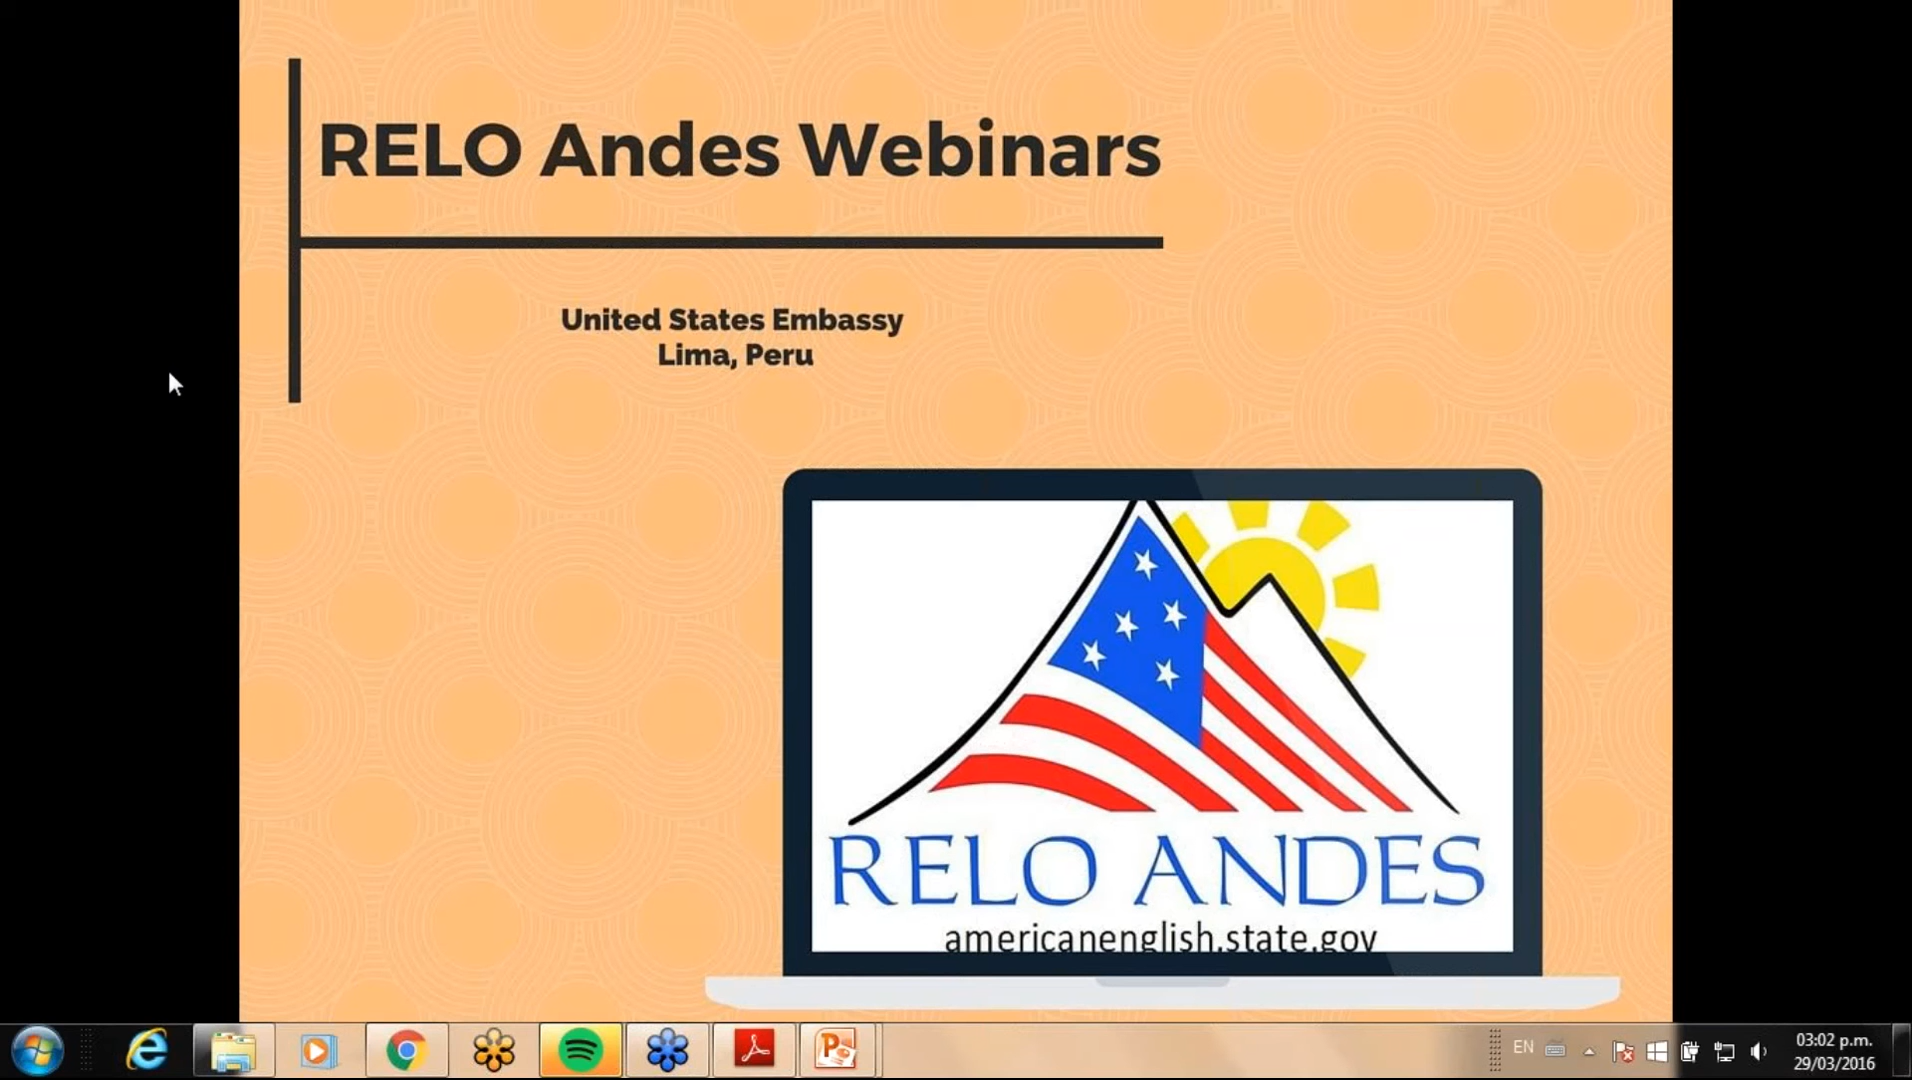 RELO Andes Webinars
United States Embassy
Lima, Peru
RELO ANDES
americanenglish.state.gov
EN
03:02 p.m.
29/03/2016